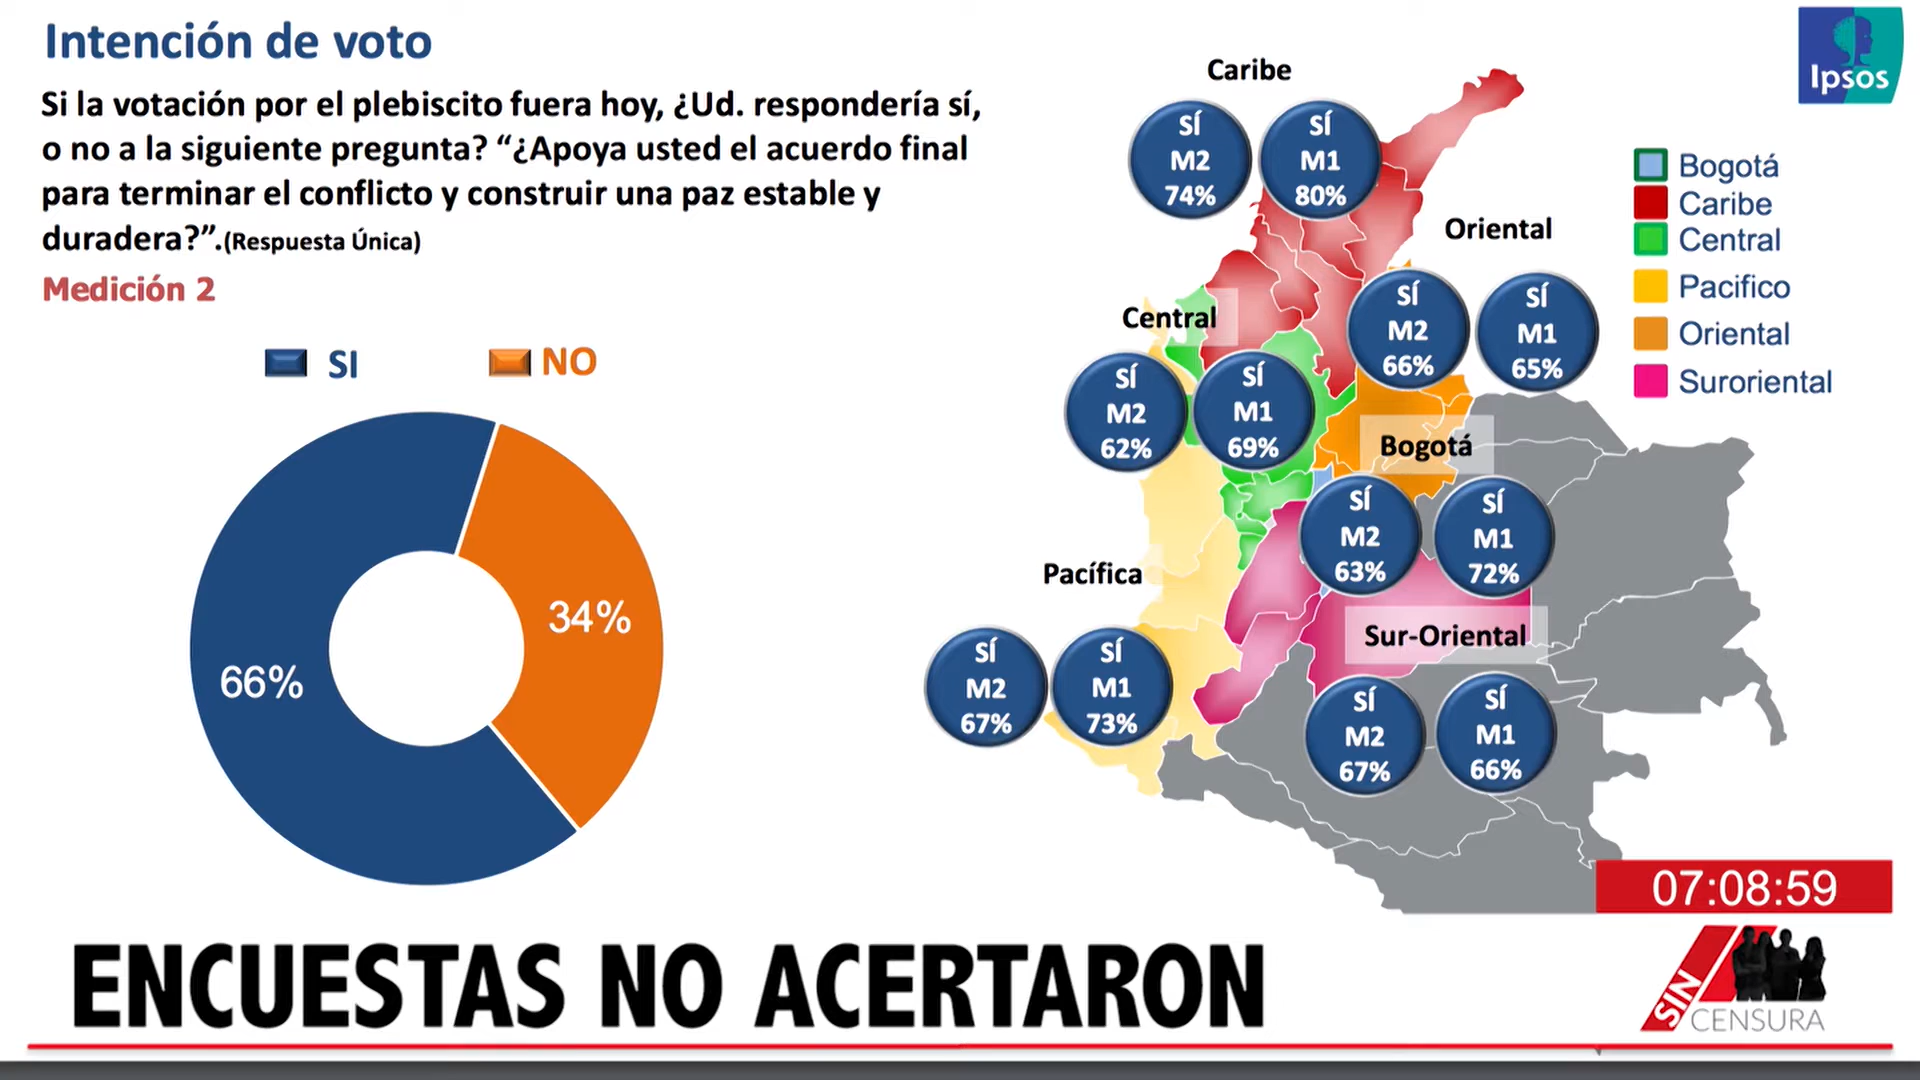 Intención de voto
Si la votación por el plebiscito fuera hoy, ¿Ud. respondería sí,
o no a la siguiente pregunta? “¿Apoya usted el acuerdo final
para terminar el conflicto y construir una paz estable y
duradera?”.(Respuesta Única)
Medición 2
SI
NO
66%
34%
Caribe
SÍ
M2
74%
SÍ
M1
80%
Oriental
SÍ
M2
66%
SÍ
M1
65%
Central
SÍ
M2
62%
SÍ
M1
69%
Bogotá
SÍ
M2
63%
SÍ
M1
72%
Pacífica
SÍ
M2
67%
SÍ
M1
73%
Sur-Oriental
SÍ
M2
67%
SÍ
M1
66%
Ipsos
Bogotá
Caribe
Central
Pacifico
Oriental
Suroriental
07:08:59
ENCUESTAS NO ACERTARON
SIN
CENSURA